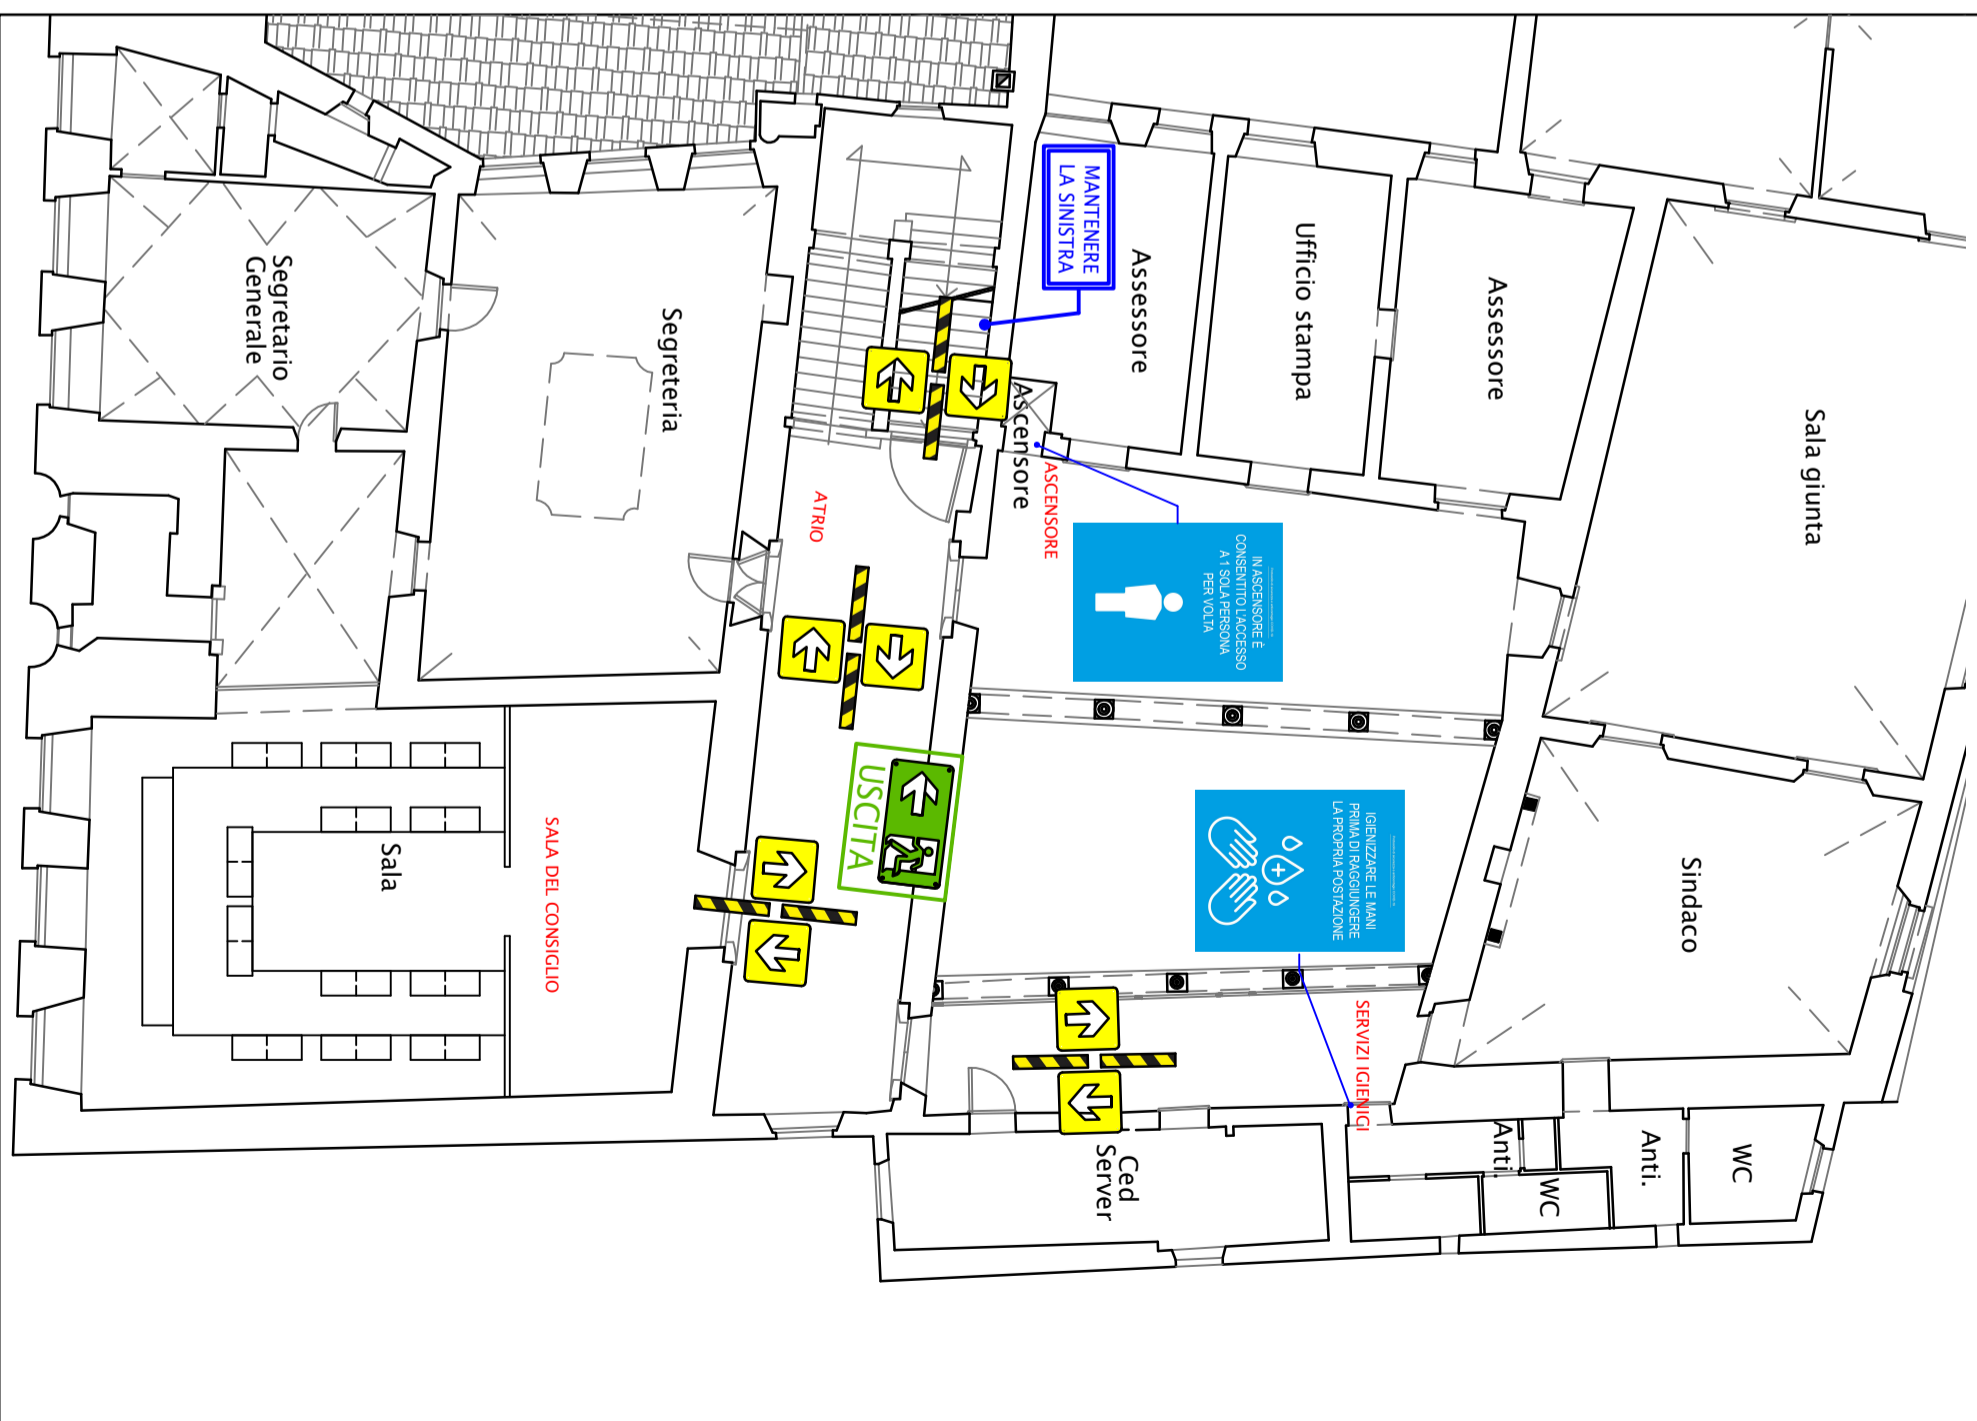 Sala giunta
Assessore
Ufficio stampa
Assessore
MANTENERE
LA SINISTRA
Ascensore
ASCENSORE
Segreteria
Segretario
Generale
ATRIO
IN ASCENSORE È
CONSENTITO L'ACCESSO
A 1 SOLA PERSONA
PER VOLTA
IGIENIZZARE LE MANI
PRIMA DI RAGGIUNGERE
LA PROPRIA POSTAZIONE
Sindaco
USCITA
SALA DEL CONSIGLIO
Sala
SERVIZI IGIENICI
WC
Anti.
Anti.
WC
Ced
Server